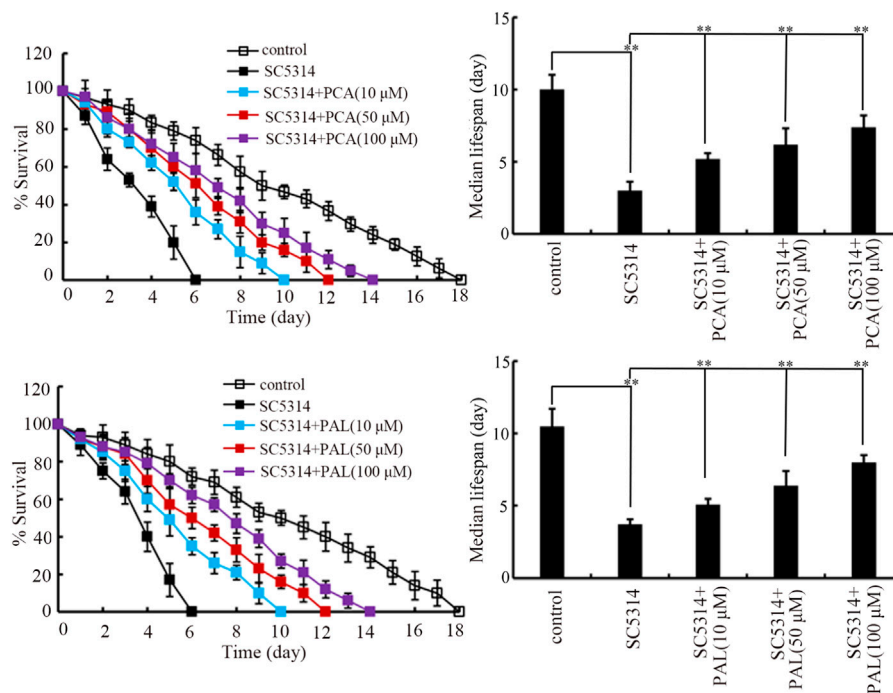 control
SC5314
SC5314+PCA(10 μM)
SC5314+PCA(50 μM)
SC5314+PCA(100 μM)
120
100
80
60
40
20
0
% Survival
0 2 4 6 8 10 12 14 16 18
Time (day)
** ** ** **
15
10
5
0
Median lifespan (day)
control
SC5314
SC5314+
PCA(10 μM)
SC5314+
PCA(50 μM)
SC5314+
PCA(100 μM)
control
SC5314
SC5314+PAL(10 μM)
SC5314+PAL(50 μM)
SC5314+PAL(100 μM)
120
100
80
60
40
20
0
% Survival
0 2 4 6 8 10 12 14 16 18
Time (day)
** ** ** **
15
10
5
0
Median lifespan (day)
control
SC5314
SC5314+
PAL(10 μM)
SC5314+
PAL(50 μM)
SC5314+
PAL(100 μM)